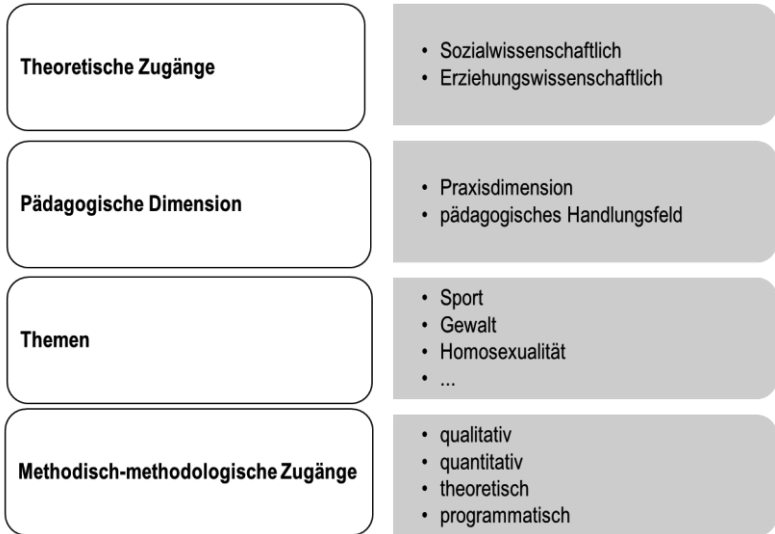 Theoretische Zugänge
• Sozialwissenschaftlich
• Erziehungswissenschaftlich
Pädagogische Dimension
• Praxisdimension
• pädagogisches Handlungsfeld
Themen
• Sport
• Gewalt
• Homosexualität
• ...
Methodisch-methodologische Zugänge
• qualitativ
• quantitativ
• theoretisch
• programmatisch